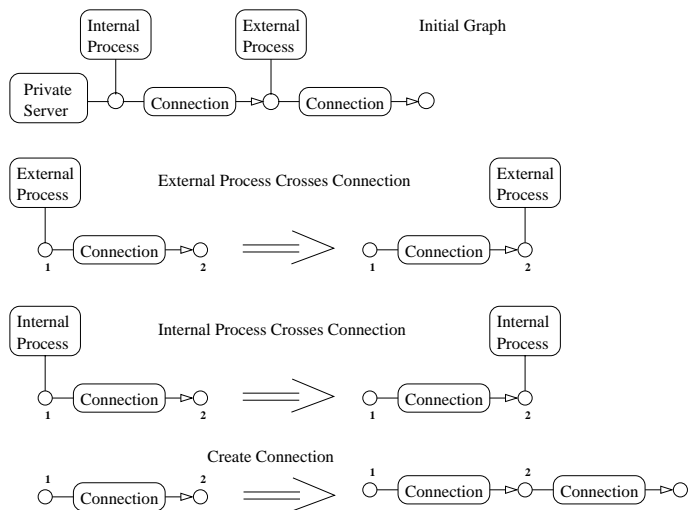 Internal
Process
External
Process
Initial Graph
Private
Server
Connection
Connection
External
Process
External Process Crosses Connection
External
Process
Connection
Connection
1
2
1
2
Internal
Process
Internal Process Crosses Connection
Internal
Process
Connection
Connection
1
2
1
2
Create Connection
1
2
1
2
Connection
Connection
Connection